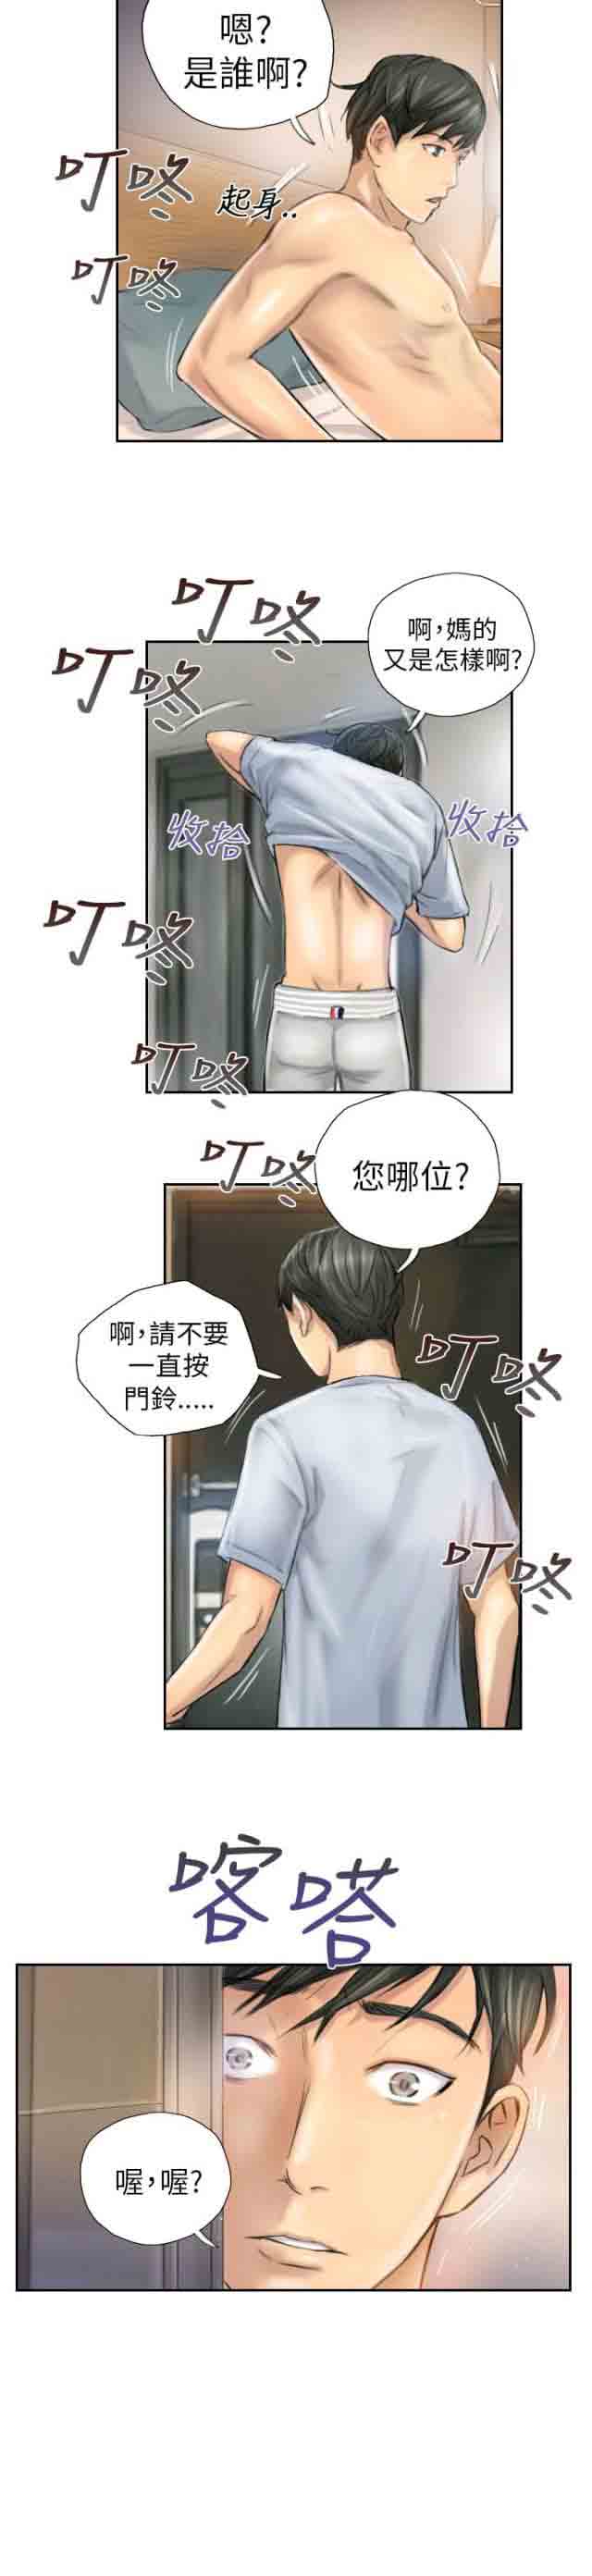 嗯?
是誰啊?
叮咚
起身..
叮咚
叮咚
啊,媽的
又是怎樣啊?
叮咚
收拾
收拾
叮咚
叮咚
叮咚
您哪位?
啊,請不要
一直按
門鈴.....
叮咚
叮咚
喀嗒
喔,喔?